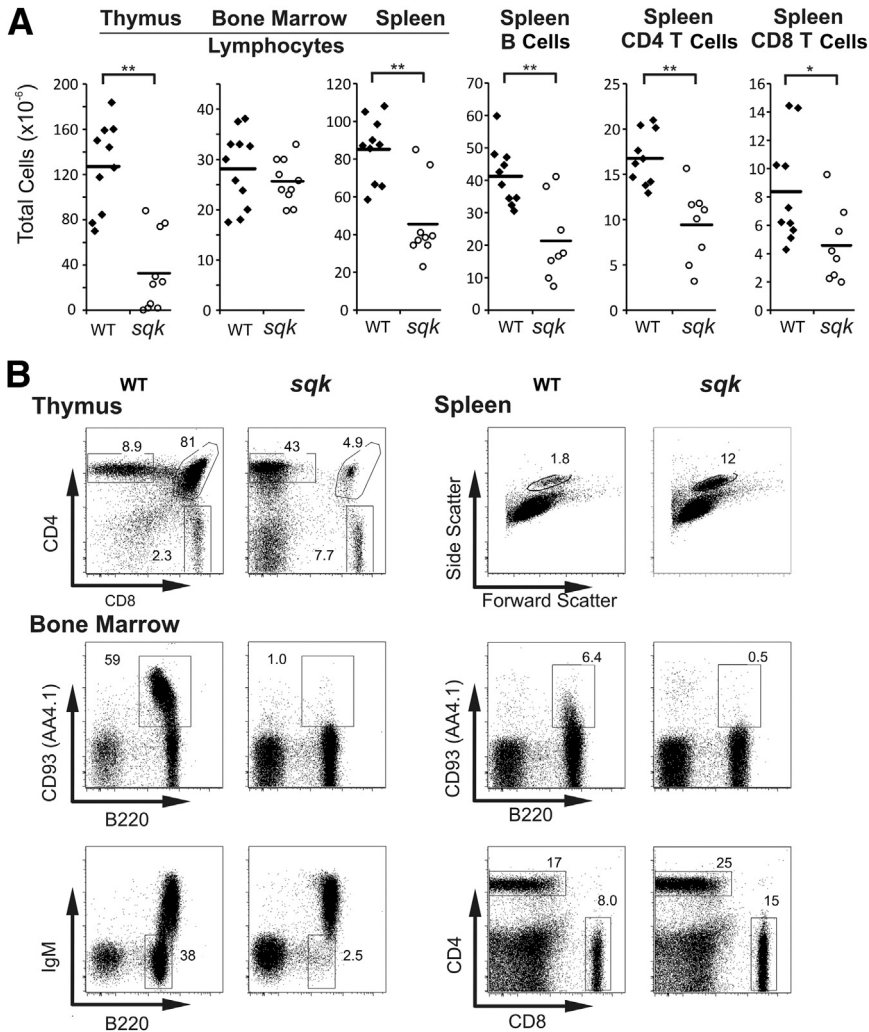 A
Thymus Bone Marrow Spleen
Lymphocytes
Spleen
B Cells
Spleen
CD4 T Cells
Spleen
CD8 T Cells
Total Cells (x10-6)
200
160
120
80
40
0
**
WT sqk
50
40
30
20
10
0
WT sqk
120
100
80
60
40
20
0
**
WT sqk
70
60
50
40
30
20
10
0
**
WT sqk
25
20
15
10
5
0
**
WT sqk
16
14
12
10
8
6
4
2
0
*
WT sqk
B
WT sqk WT sqk
Thymus
8.9 81
2.3
43 4.9
7.7
CD4
CD8
Spleen
1.8
12
Side Scatter
Forward Scatter
Bone Marrow
59
1.0
CD93 (AA4.1)
B220
6.4
0.5
CD93 (AA4.1)
B220
38
2.5
IgM
B220
17
8.0
25
15
CD4
CD8